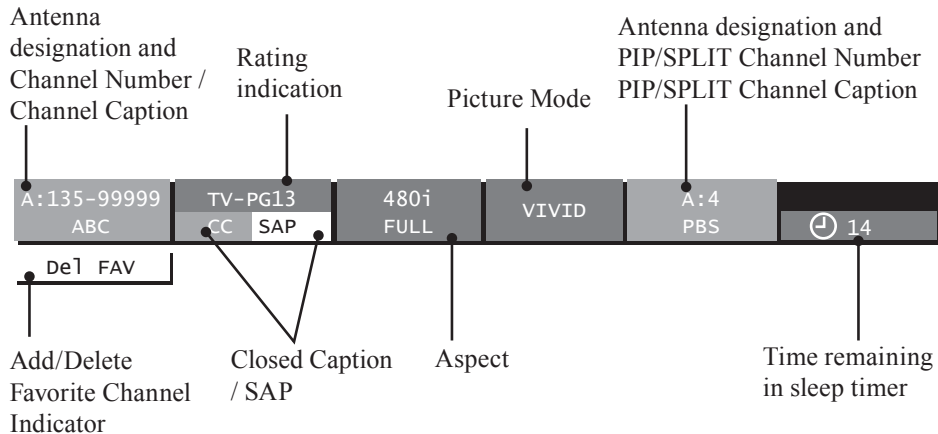 Antenna
designation and
Channel Number /
Channel Caption
Rating
indication
Picture Mode
Antenna designation and
PIP/SPLIT Channel Number
PIP/SPLIT Channel Caption
A:135-99999
ABC
TV-PG13
CC SAP
480i
FULL
VIVID
A:4
PBS
14
Del FAV
Add/Delete
Favorite Channel
Indicator
Closed Caption
/ SAP
Aspect
Time remaining
in sleep timer